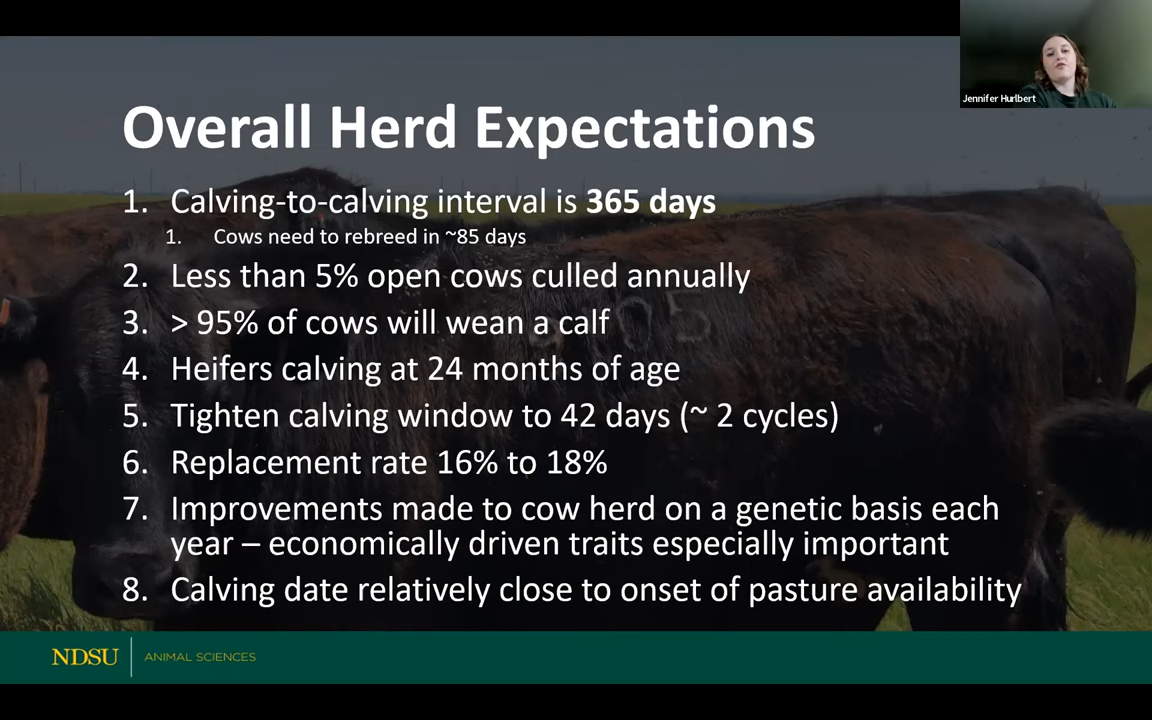 Jennifer Hurlbert
Overall Herd Expectations
1. Calving-to-calving interval is 365 days
1. Cows need to rebreed in ~85 days
2. Less than 5% open cows culled annually
3. > 95% of cows will wean a calf
4. Heifers calving at 24 months of age
5. Tighten calving window to 42 days (~ 2 cycles)
6. Replacement rate 16% to 18%
7. Improvements made to cow herd on a genetic basis each
year – economically driven traits especially important
8. Calving date relatively close to onset of pasture availability
NDSU ANIMAL SCIENCES